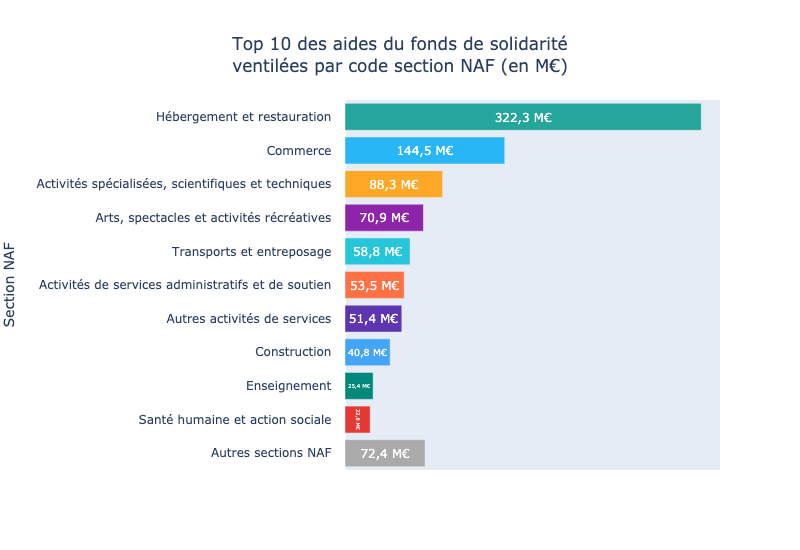 Top 10 des aides du fonds de solidarité
ventilées par code section NAF (en M€)
Section NAF
Hébergement et restauration 322,3 M€
Commerce 144,5 M€
Activités spécialisées, scientifiques et techniques 88,3 M€
Arts, spectacles et activités récréatives 70,9 M€
Transports et entreposage 58,8 M€
Activités de services administratifs et de soutien 53,5 M€
Autres activités de services 51,4 M€
Construction 40,8 M€
Enseignement 25,4 M€
Santé humaine et action sociale
Autres sections NAF 72,4 M€